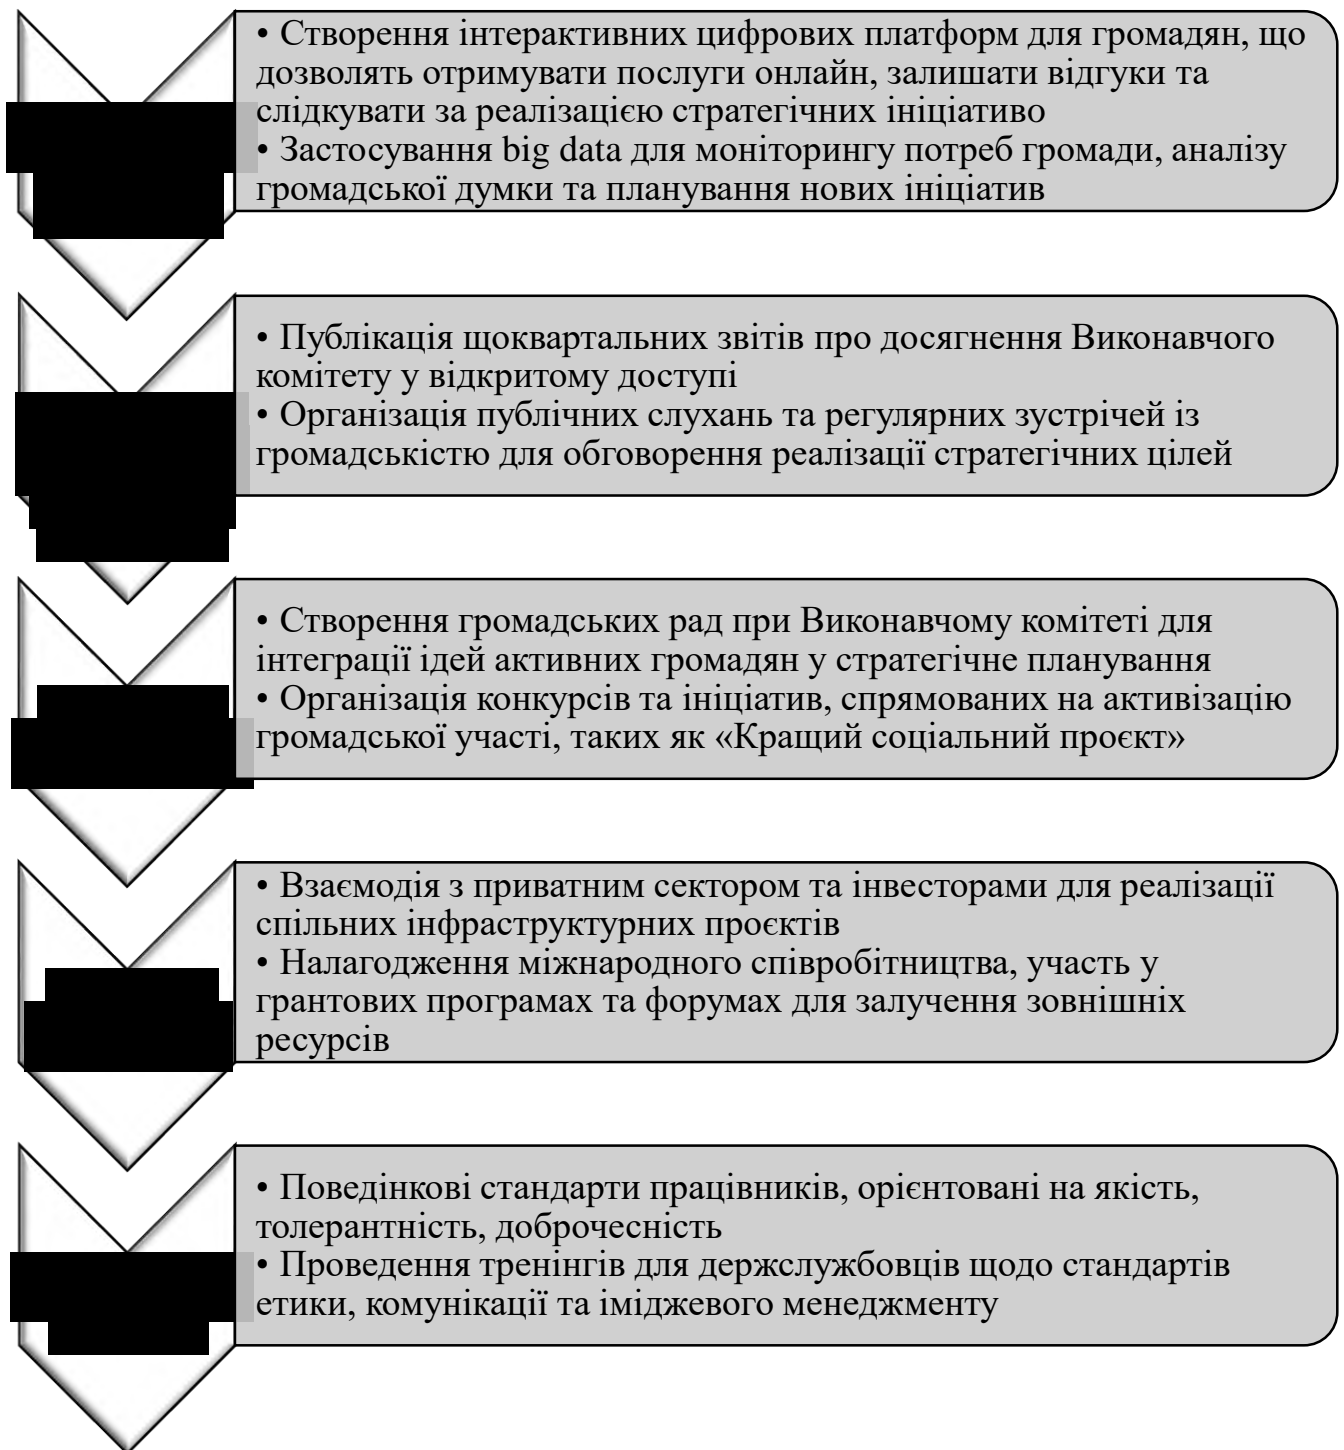 • Створення інтерактивних цифрових платформ для громадян, що
дозволять отримувати послуги онлайн, залишати відгуки та
слідкувати за реалізацією стратегічних ініціативо
• Застосування big data для моніторингу потреб громади, аналізу
громадської думки та планування нових ініціатив
• Публікація щоквартальних звітів про досягнення Виконавчого
комітету у відкритому доступі
• Організація публічних слухань та регулярних зустрічей із
громадськістю для обговорення реалізації стратегічних цілей
• Створення громадських рад при Виконавчому комітеті для
інтеграції ідей активних громадян у стратегічне планування
• Організація конкурсів та ініціатив, спрямованих на активізацію
громадської участі, таких як «Кращий соціальний проєкт»
• Взаємодія з приватним сектором та інвесторами для реалізації
спільних інфраструктурних проєктів
• Налагодження міжнародного співробітництва, участь у
грантових програмах та форумах для залучення зовнішніх
ресурсів
• Поведінкові стандарти працівників, орієнтовані на якість,
толерантність, доброчесність
• Проведення тренінгів для держслужбовців щодо стандартів
етики, комунікації та іміджевого менеджменту